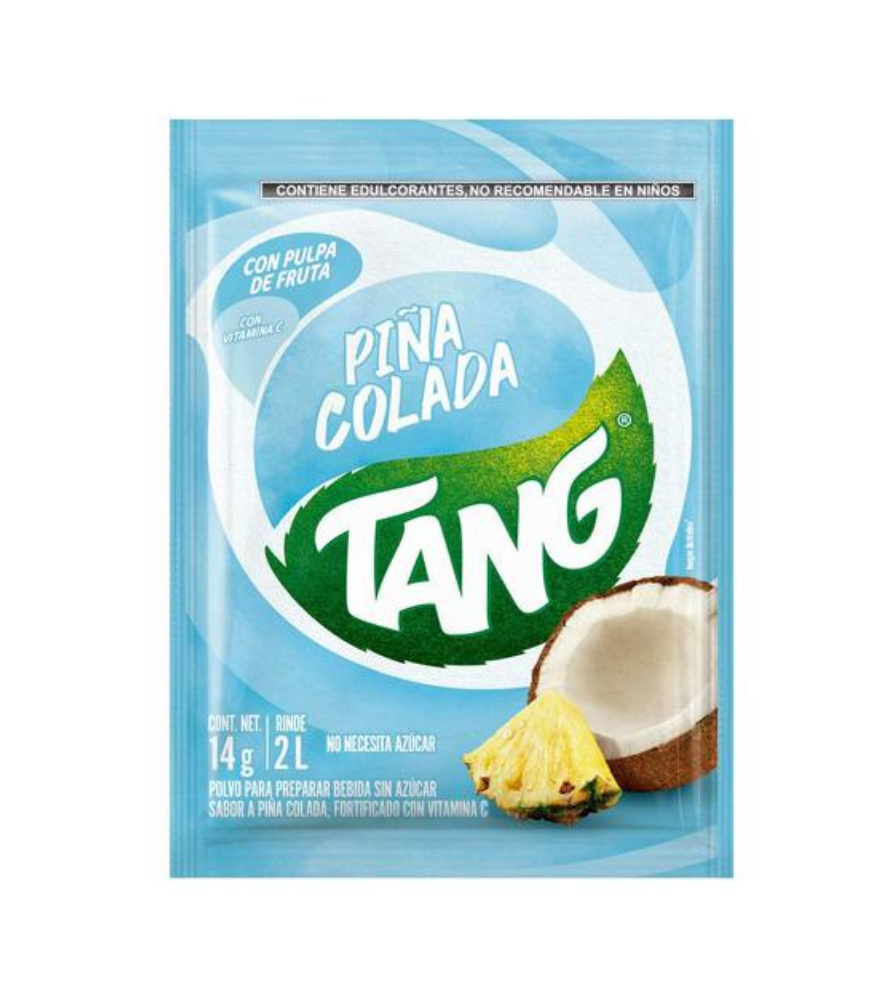 CONTIENE EDULCORANTES, NO RECOMENDABLE EN NIÑOS
CON PULPA
DE FRUTA
CON
VITAMINA C
PIÑA
COLADA
TANG®
CONT. NET. RINDE
14 g 2 L
NO NECESITA AZÚCAR
POLVO PARA PREPARAR BEBIDA SIN AZÚCAR
SABOR A PIÑA COLADA, FORTIFICADO CON VITAMINA C